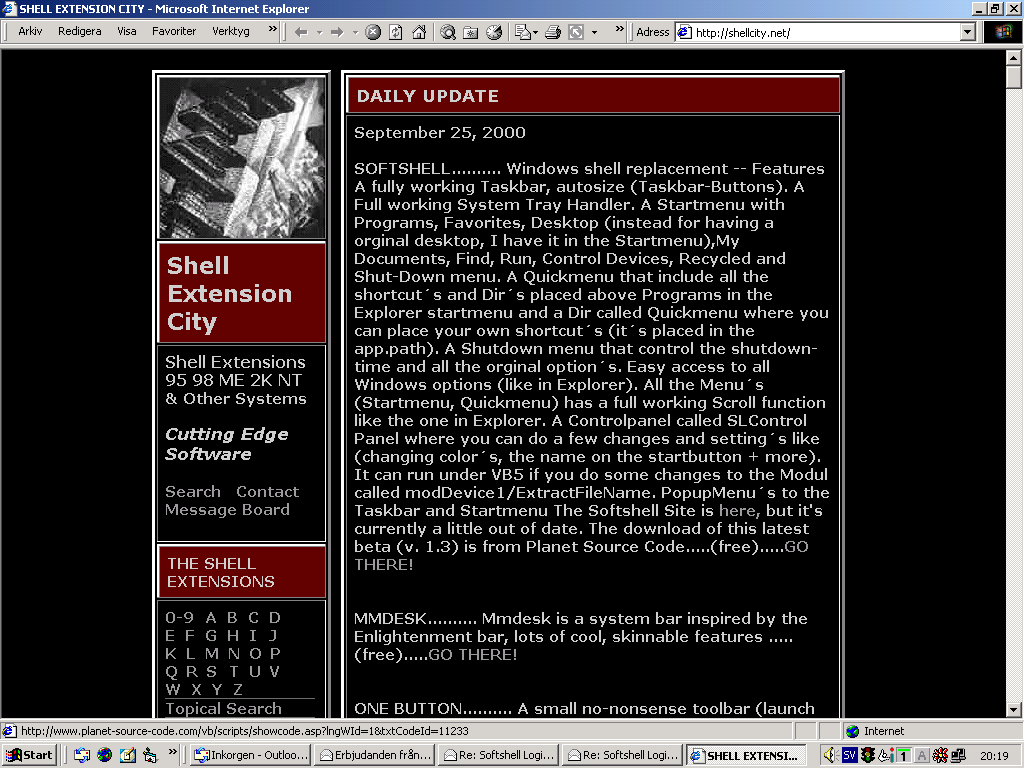 SHELL EXTENSION CITY - Microsoft Internet Explorer
Arkiv Redigera Visa Favoriter Verktyg » » Adress http://shellcity.net/
DAILY UPDATE
September 25, 2000
SOFTSHELL.......... Windows shell replacement -- Features
A fully working Taskbar, autosize (Taskbar-Buttons). A
Full working System Tray Handler. A Startmenu with
Programs, Favorites, Desktop (instead for having a
orginal desktop, I have it in the Startmenu),My
Documents, Find, Run, Control Devices, Recycled and
Shut-Down menu. A Quickmenu that include all the
shortcut´s and Dir´s placed above Programs in the
Explorer startmenu and a Dir called Quickmenu where you
can place your own shortcut´s (it´s placed in the
app.path). A Shutdown menu that control the shutdown-
time and all the orginal option´s. Easy access to all
Windows options (like in Explorer). All the Menu´s
(Startmenu, Quickmenu) has a full working Scroll function
like the one in Explorer. A Controlpanel called SLControl
Panel where you can do a few changes and setting´s like
(changing color´s, the name on the startbutton + more).
It can run under VB5 if you do some changes to the Modul
called modDevice1/ExtractFileName. PopupMenu´s to the
Taskbar and Startmenu The Softshell Site is here, but it's
currently a little out of date. The download of this latest
beta (v. 1.3) is from Planet Source Code.....(free).....GO
THERE!
MMDESK.......... Mmdesk is a system bar inspired by the
Enlightenment bar, lots of cool, skinnable features .....
(free).....GO THERE!
ONE BUTTON.......... A small no-nonsense toolbar (launch
Shell
Extension
City
Shell Extensions
95 98 ME 2K NT
& Other Systems
Cutting Edge
Software
Search Contact
Message Board
THE SHELL
EXTENSIONS
0-9 A B C D
E F G H I J
K L M N O P
Q R S T U V
W X Y Z
Topical Search
http://www.planet-source-code.com/vb/scripts/showcode.asp?lngWId=1&txtCodeId=11233 Internet
Start » Inkorgen - Outloo... Erbjudanden från... Re: Softshell Logi... Re: Softshell Logi... SHELL EXTENSI... SV 1 A 20:19